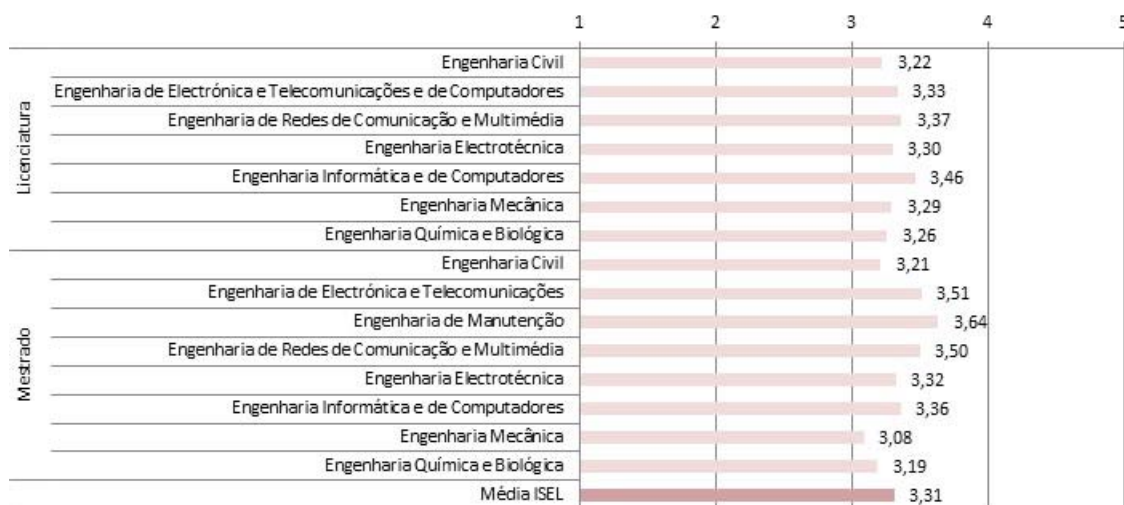 1 2 3 4 5
Licenciatura
Engenharia Civil 3,22
Engenharia de Electrónica e Telecomunicações e de Computadores 3,33
Engenharia de Redes de Comunicação e Multimédia 3,37
Engenharia Electrotécnica 3,30
Engenharia Informática e de Computadores 3,46
Engenharia Mecânica 3,29
Engenharia Química e Biológica 3,26
Mestrado
Engenharia Civil 3,21
Engenharia de Electrónica e Telecomunicações 3,51
Engenharia de Manutenção 3,64
Engenharia de Redes de Comunicação e Multimédia 3,50
Engenharia Electrotécnica 3,32
Engenharia Informática e de Computadores 3,36
Engenharia Mecânica 3,08
Engenharia Química e Biológica 3,19
Média ISEL 3,31